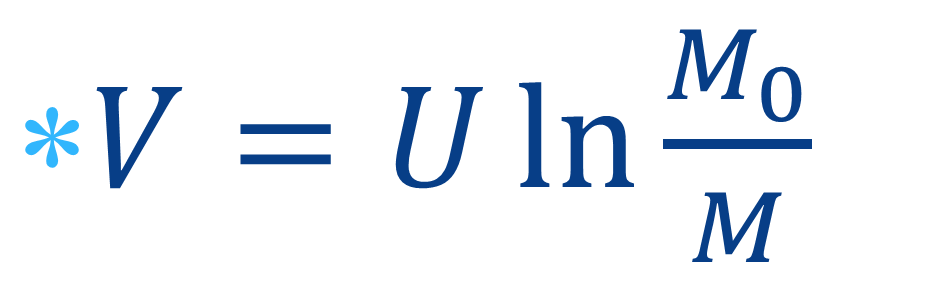 *V = U ln M₀/M